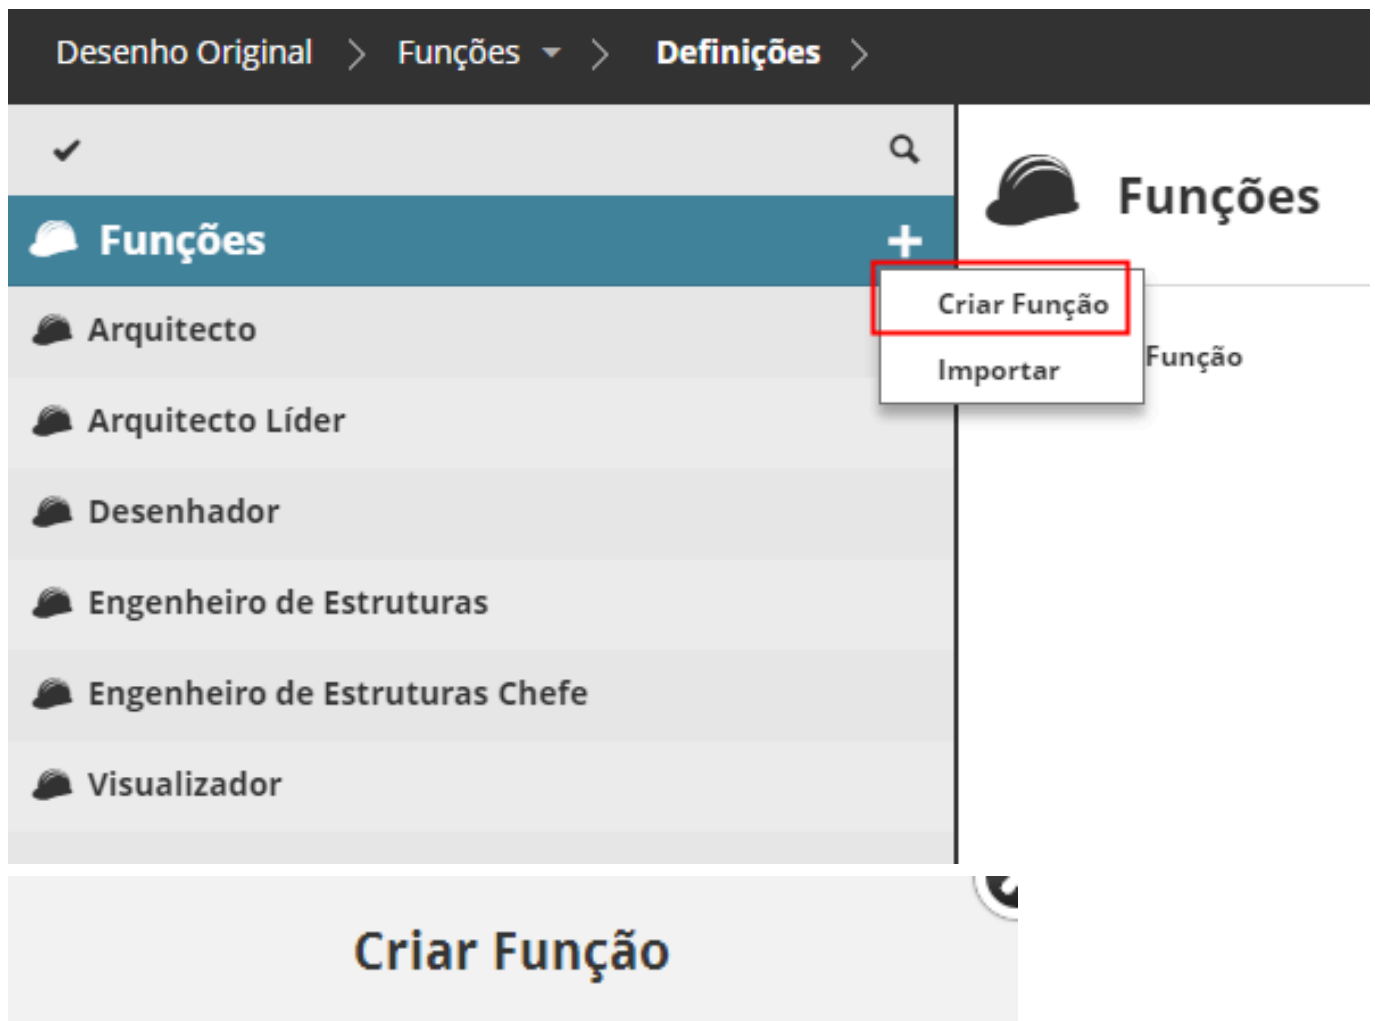 Desenho Original > Funções > Definições >
Funções
Funções
Criar Função
Importar
Função
Arquitecto
Arquitecto Líder
Desenhador
Engenheiro de Estruturas
Engenheiro de Estruturas Chefe
Visualizador
Criar Função